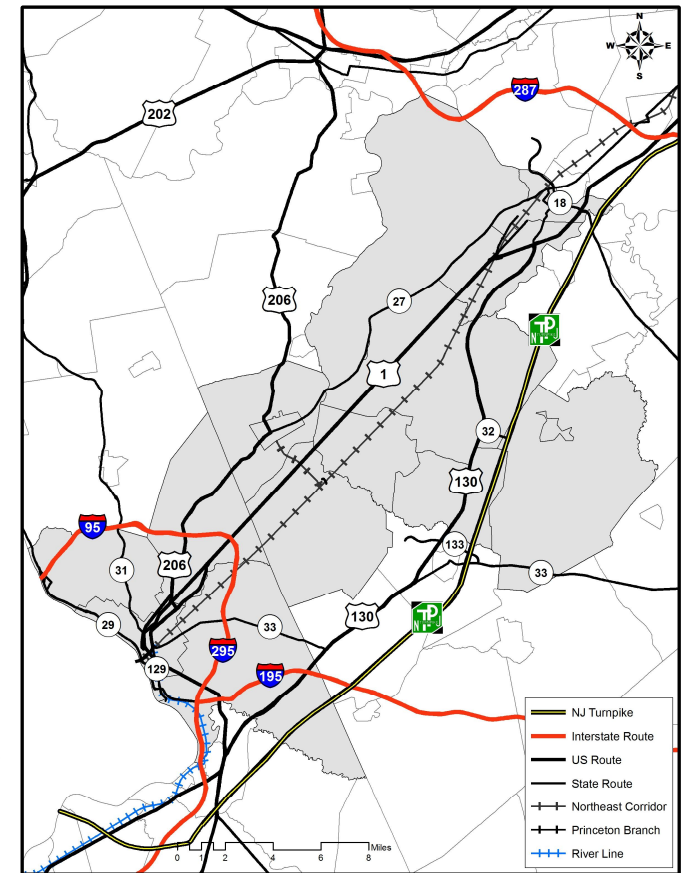 N
W E
S
202
287
18
206
27
N TP J
1
32
130
95
133
31
206
33
29
130
N TP J
33
295
129
195
NJ Turnpike
Interstate Route
US Route
State Route
Northeast Corridor
Princeton Branch
River Line
Miles
0 1 2 4 6 8